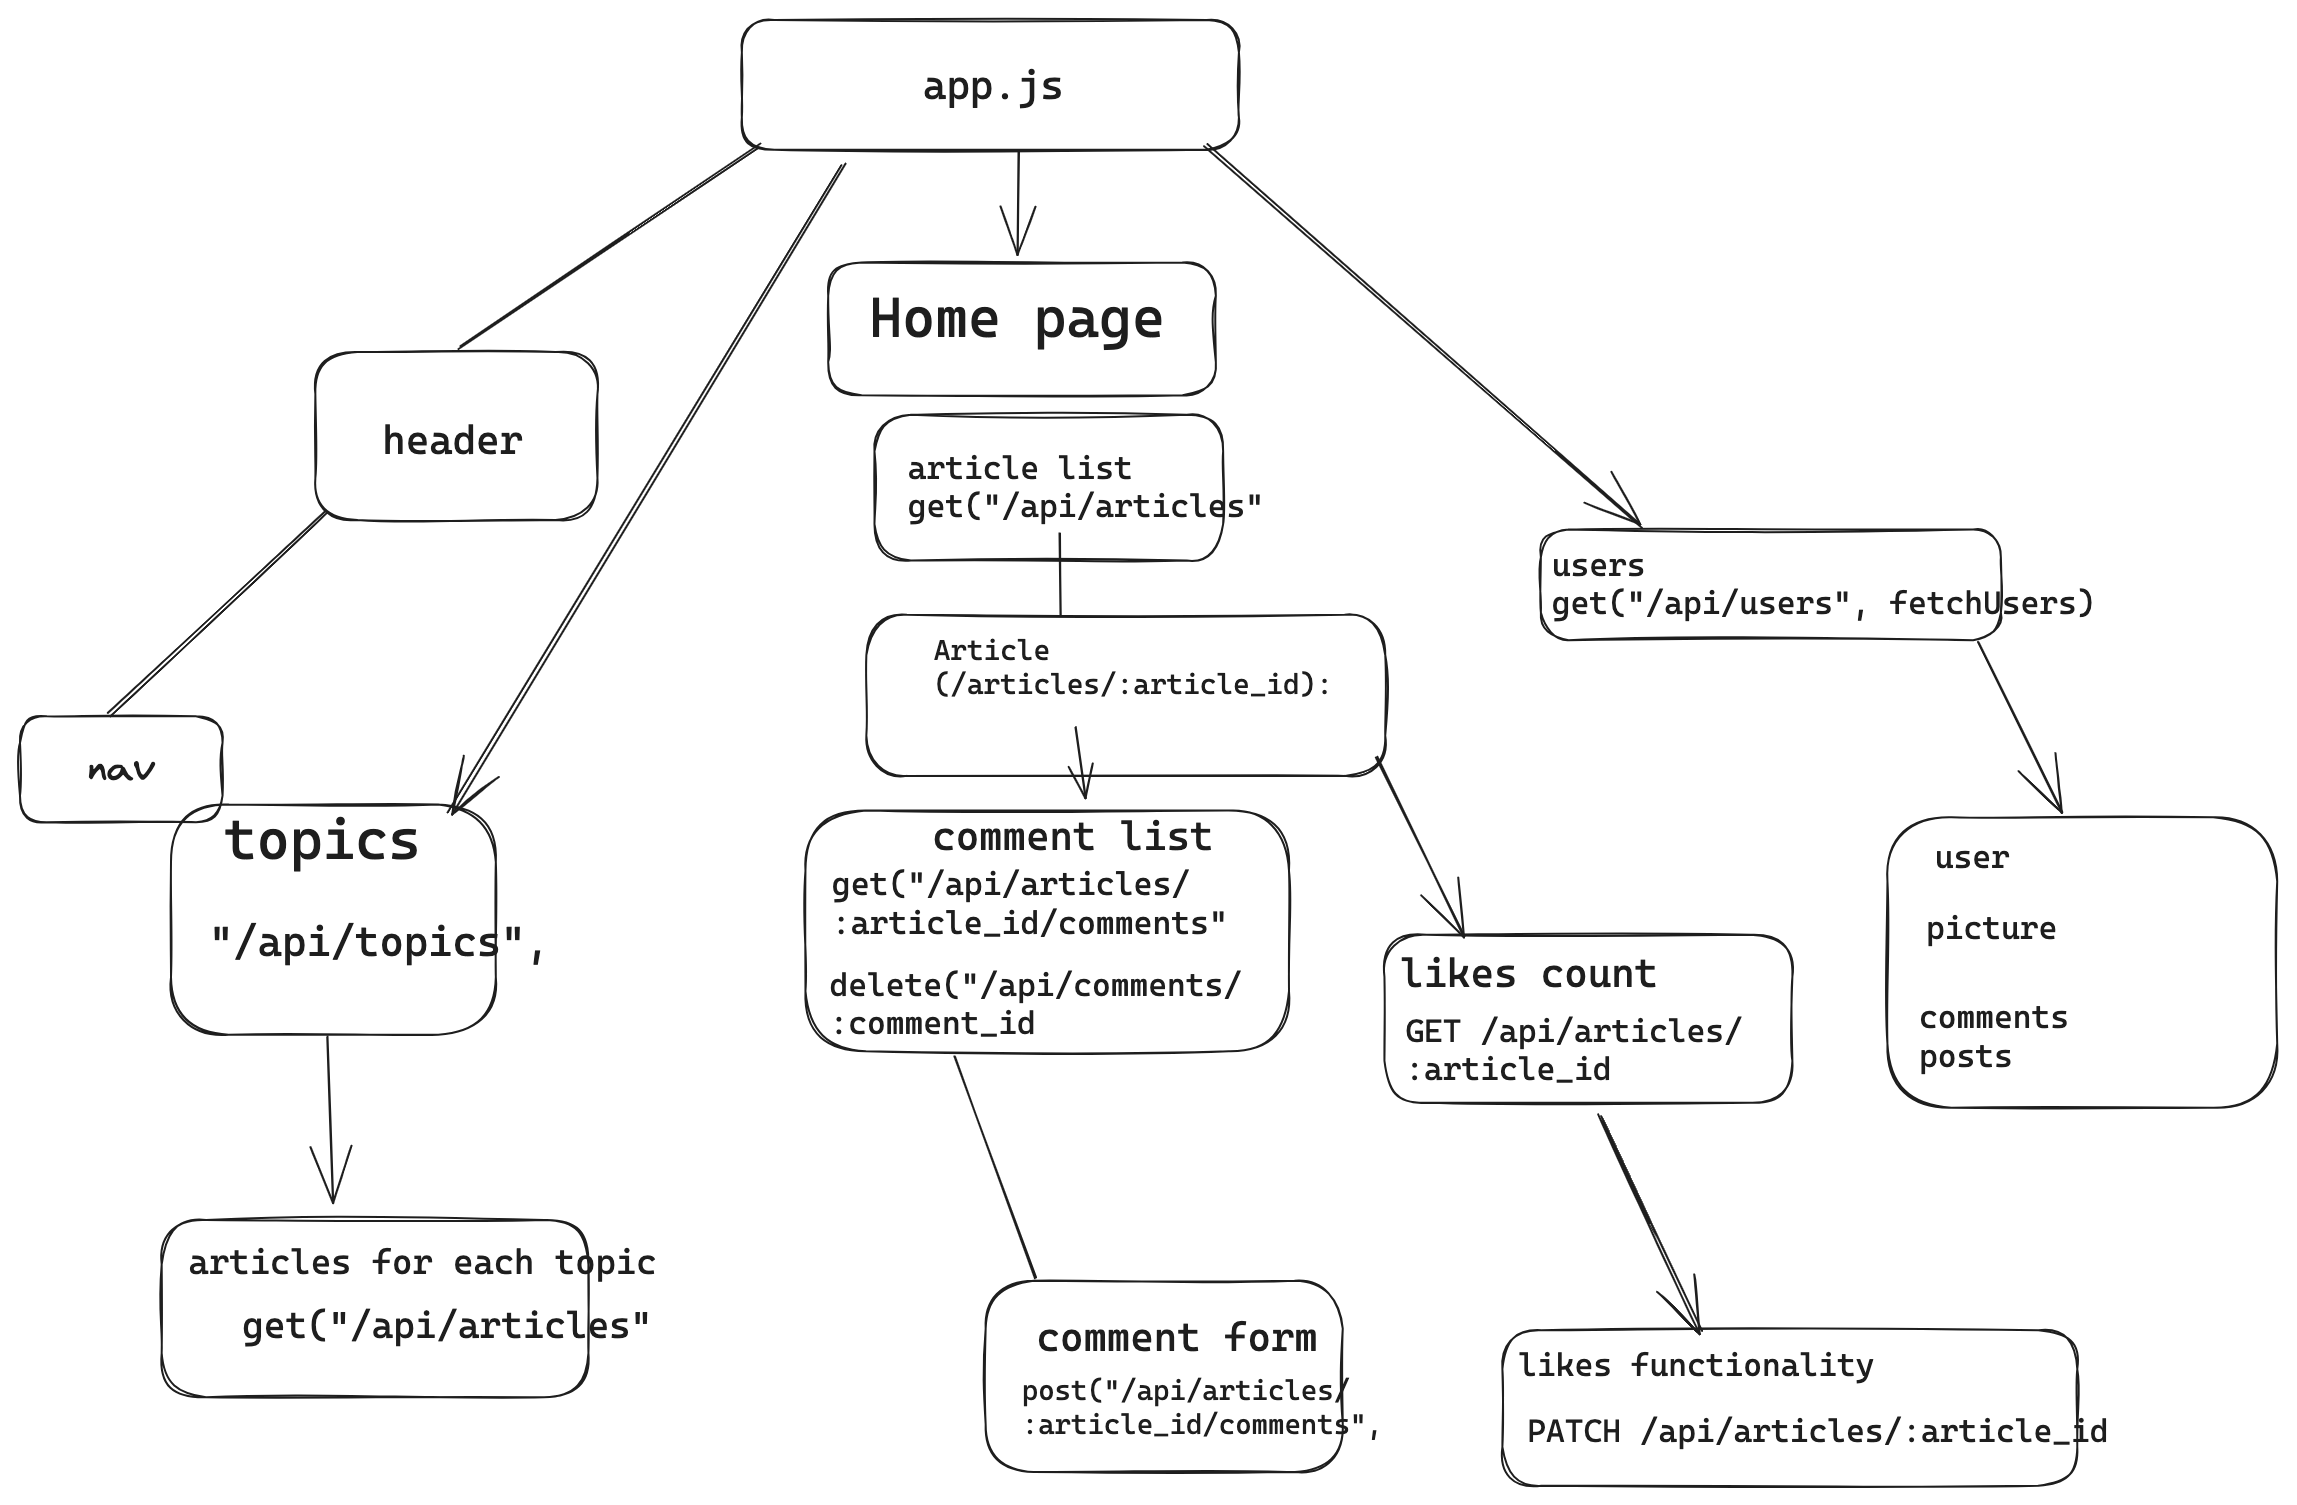 app.js
Home page
header
article list
get("/api/articles"
users
get("/api/users", fetchUsers)
Article
(/articles/:article_id):
nav
topics
"/api/topics",
comment list
get("/api/articles/
:article_id/comments"
delete("/api/comments/
:comment_id
likes count
GET /api/articles/
:article_id
user
picture
comments
posts
articles for each topic
get("/api/articles"
comment form
post("/api/articles/
:article_id/comments",
likes functionality
PATCH /api/articles/:article_id